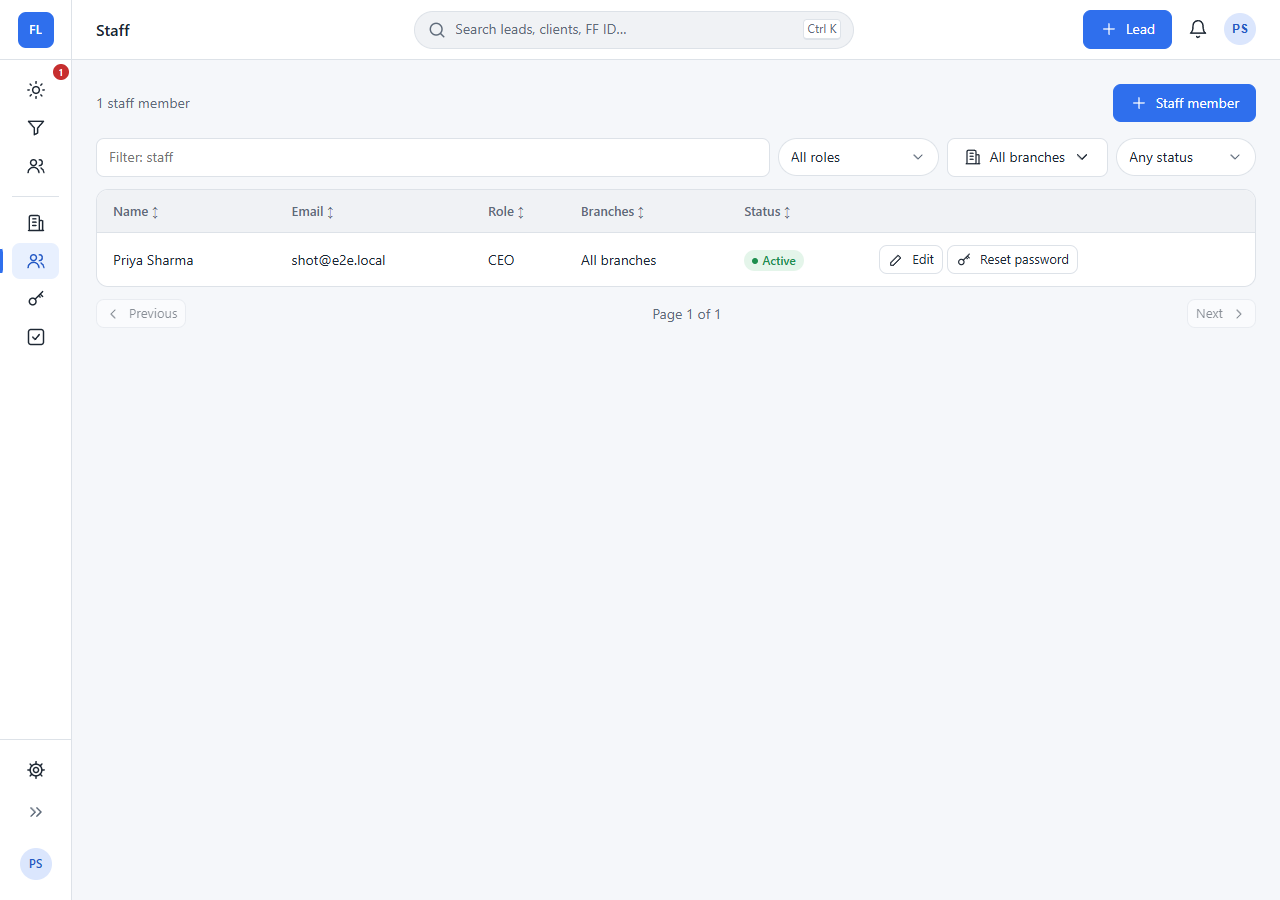 FL
Staff
Search leads, clients, FF ID...
Ctrl K
Lead
PS
1
1 staff member
Staff member
Filter: staff
All roles
All branches
Any status
Name
Email
Role
Branches
Status
Priya Sharma
shot@e2e.local
CEO
All branches
Active
Edit
Reset password
Previous
Page 1 of 1
Next
PS